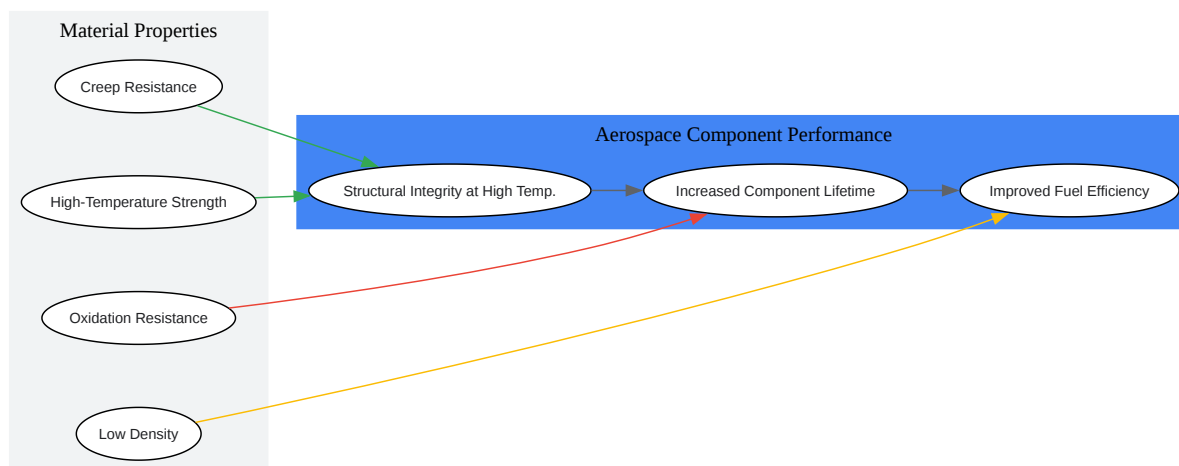 Material Properties
Creep Resistance
High-Temperature Strength
Oxidation Resistance
Low Density
Aerospace Component Performance
Structural Integrity at High Temp.
Increased Component Lifetime
Improved Fuel Efficiency